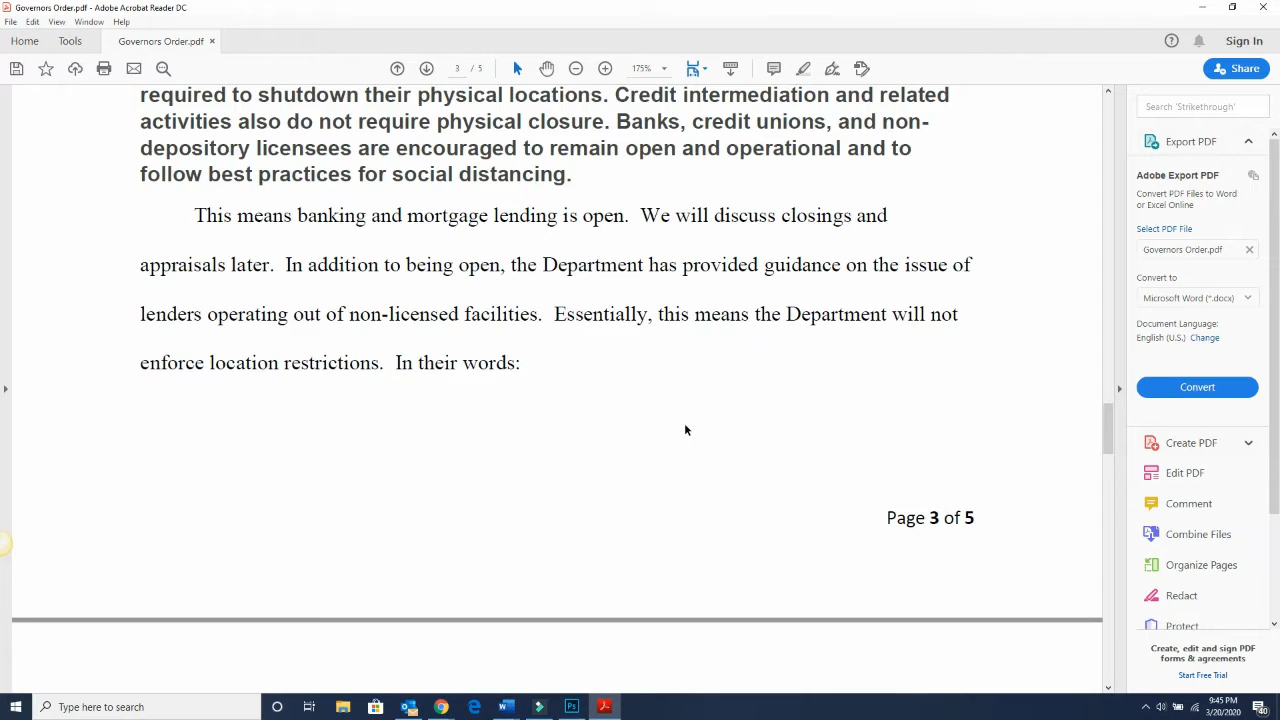 Governors Order.pdf - Adobe Acrobat Reader DC
File Edit View Window Help
Home Tools Governors Order.pdf × Sign In
3 / 5 175% Share
required to shutdown their physical locations. Credit intermediation and related
activities also do not require physical closure. Banks, credit unions, and non-
depository licensees are encouraged to remain open and operational and to
follow best practices for social distancing.
This means banking and mortgage lending is open. We will discuss closings and
appraisals later. In addition to being open, the Department has provided guidance on the issue of
lenders operating out of non-licensed facilities. Essentially, this means the Department will not
enforce location restrictions. In their words:
Page 3 of 5
Search 'Strikethrough'
Export PDF
Adobe Export PDF
Convert PDF Files to Word
or Excel Online
Select PDF File
Governors Order.pdf
Convert to
Microsoft Word (*.docx)
Document Language:
English (U.S.) Change
Convert
Create PDF
Edit PDF
Comment
Combine Files
Organize Pages
Redact
Protect
Create, edit and sign PDF
forms & agreements
Start Free Trial
Type here to search
Ps
9:45 PM
3/20/2020
40